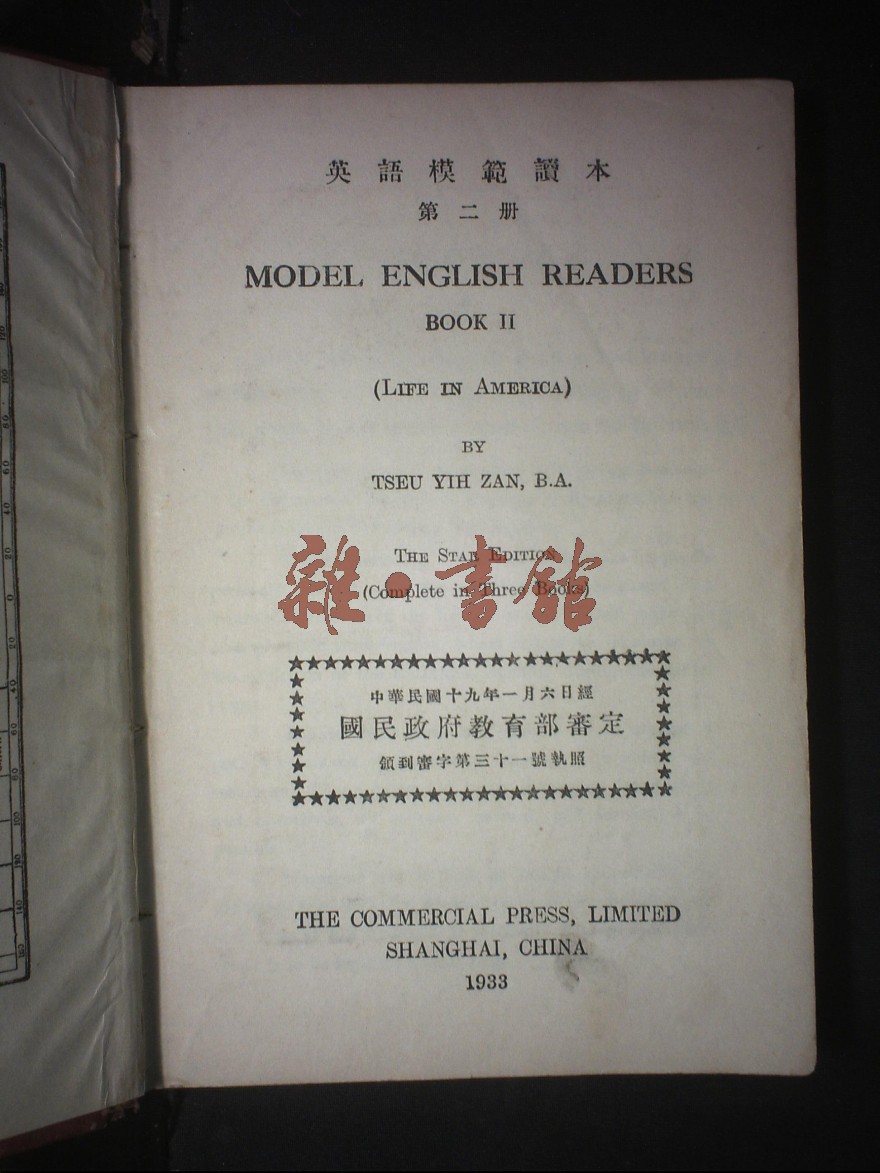 英語模範讀本
第二册
MODEL ENGLISH READERS
BOOK II
(LIFE IN AMERICA)
BY
TSEU YIH ZAN, B.A.
THE STAR EDITION
(Complete in Three Books)
雜·書館
中華民國十九年一月六日經
國民政府教育部審定
領到審字第三十一號執照
THE COMMERCIAL PRESS, LIMITED
SHANGHAI, CHINA
1933